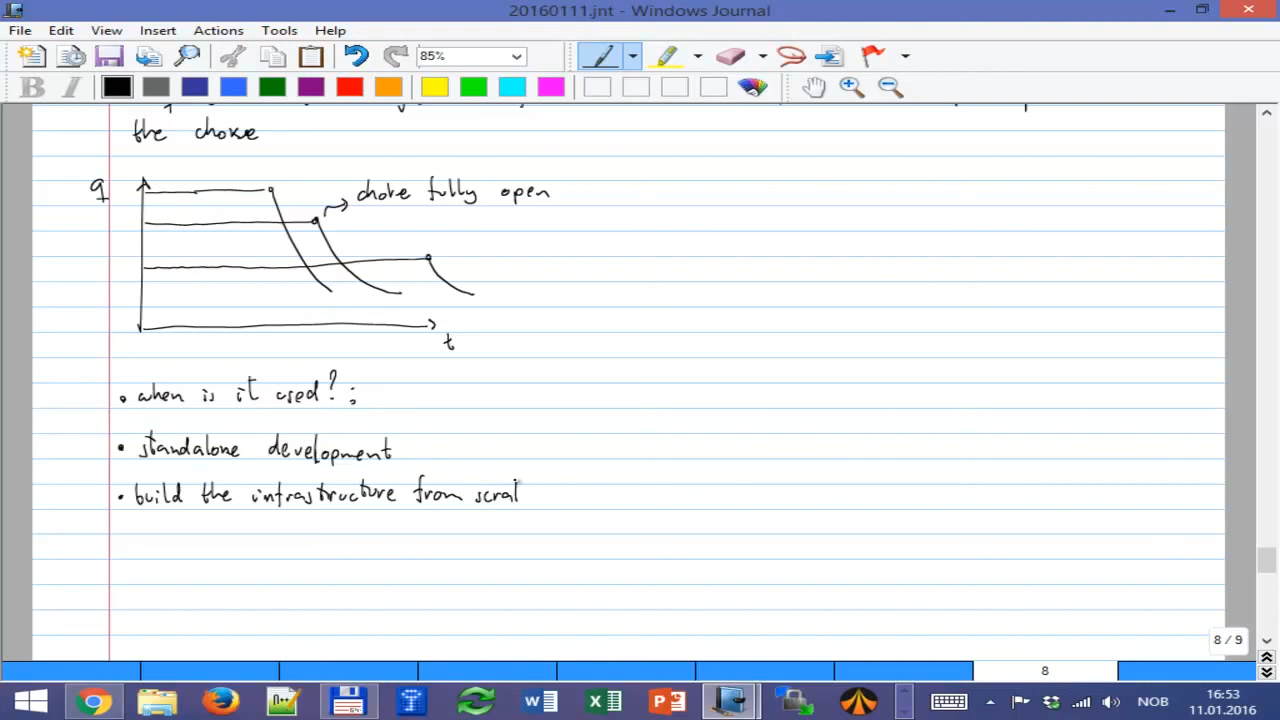 20160111.jnt - Windows Journal
File Edit View Insert Actions Tools Help
85%
B I
the choke
q
choke fully open
t
• when is it used? :
• standalone development
• build the infrastructure from scrat
8 / 9
8
NOB
16:53
11.01.2016